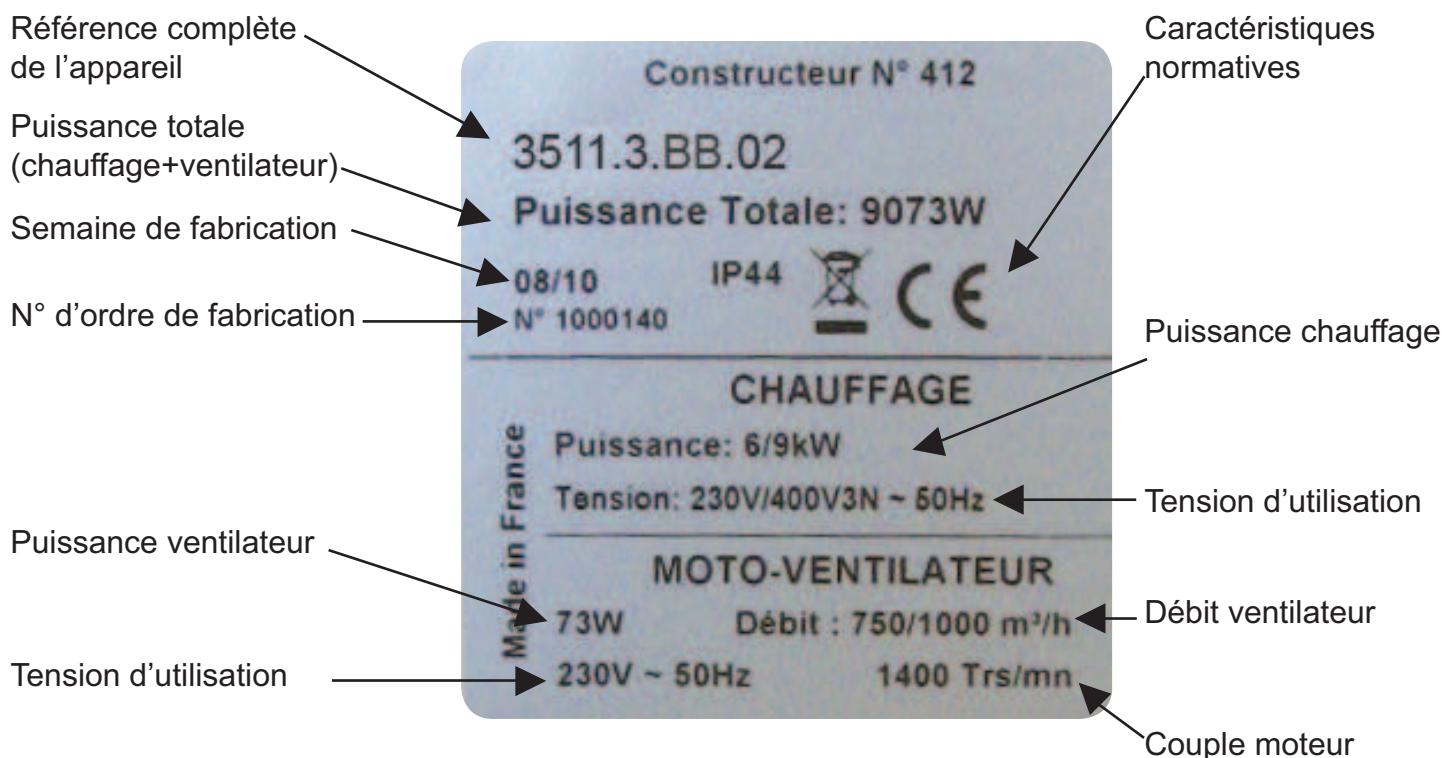 Référence complète
de l’appareil
Puissance totale
(chauffage+ventilateur)
Semaine de fabrication
N° d’ordre de fabrication
Puissance ventilateur
Tension d’utilisation
Constructeur N° 412
3511.3.BB.02
Puissance Totale: 9073W
08/10 IP44 CE
N° 1000140
CHAUFFAGE
Puissance: 6/9kW
Tension: 230V/400V3N ~ 50Hz
Made in France
MOTO-VENTILATEUR
73W Débit : 750/1000 m³/h
230V ~ 50Hz 1400 Trs/mn
Caractéristiques
normatives
Puissance chauffage
Tension d’utilisation
Débit ventilateur
Couple moteur